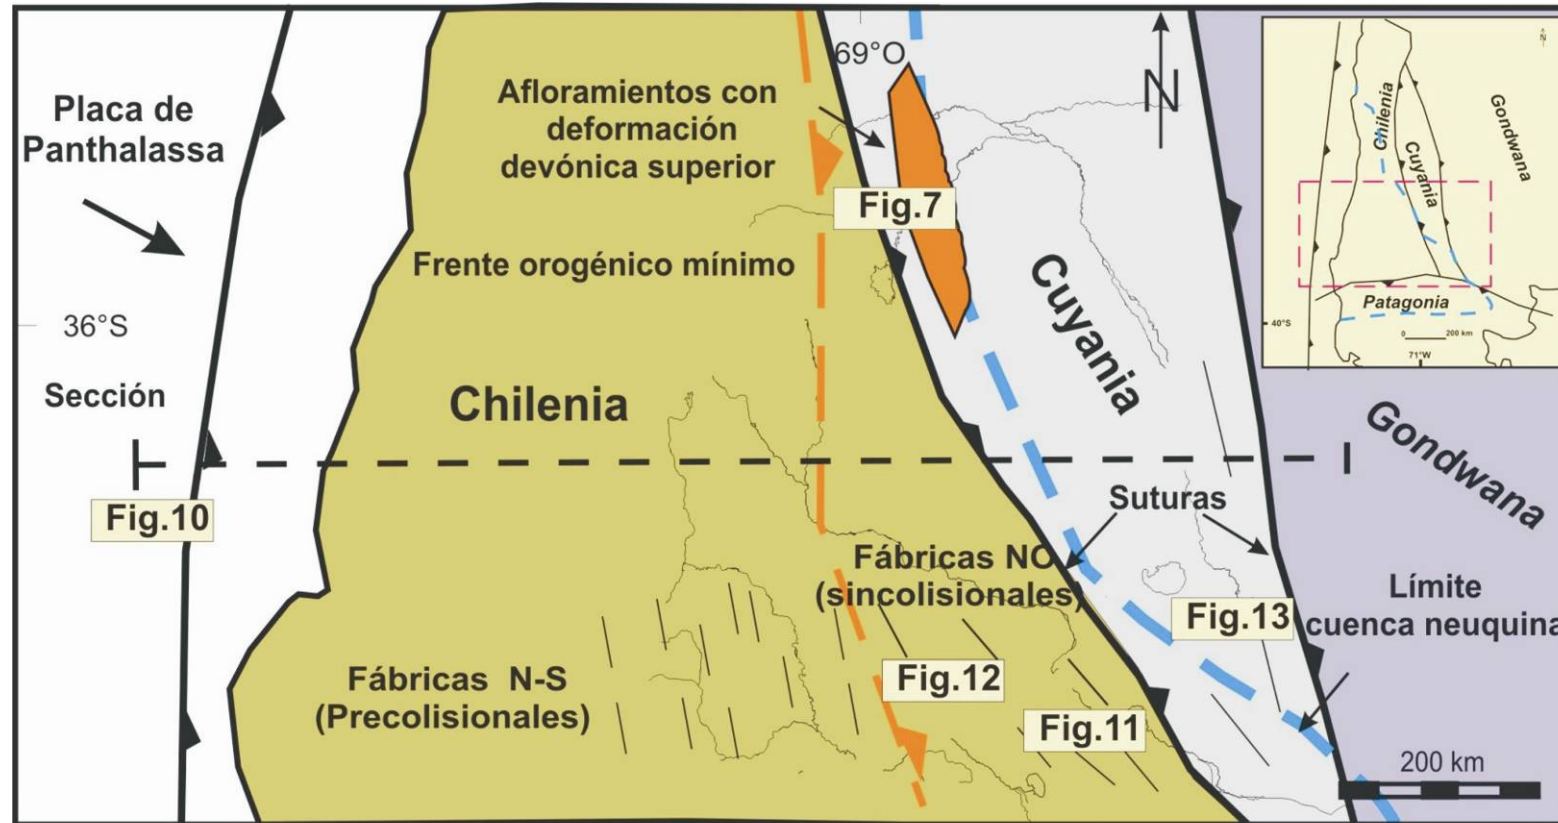 69°O
N
Placa de
Panthalassa
Afloramientos con
deformación
devónica superior
Fig.7
Frente orogénico mínimo
36°S
Sección
Chilenia
Cuyania
Gondwana
Fig.10
Suturas
Fábricas NO
(sincolisionales)
Fig.13
Límite
cuenca neuquina
Fábricas N-S
(Precolisionales)
Fig.12
Fig.11
200 km
N
Chilenia
Cuyania
Gondwana
Patagonia
40°S
0
200 km
71°W